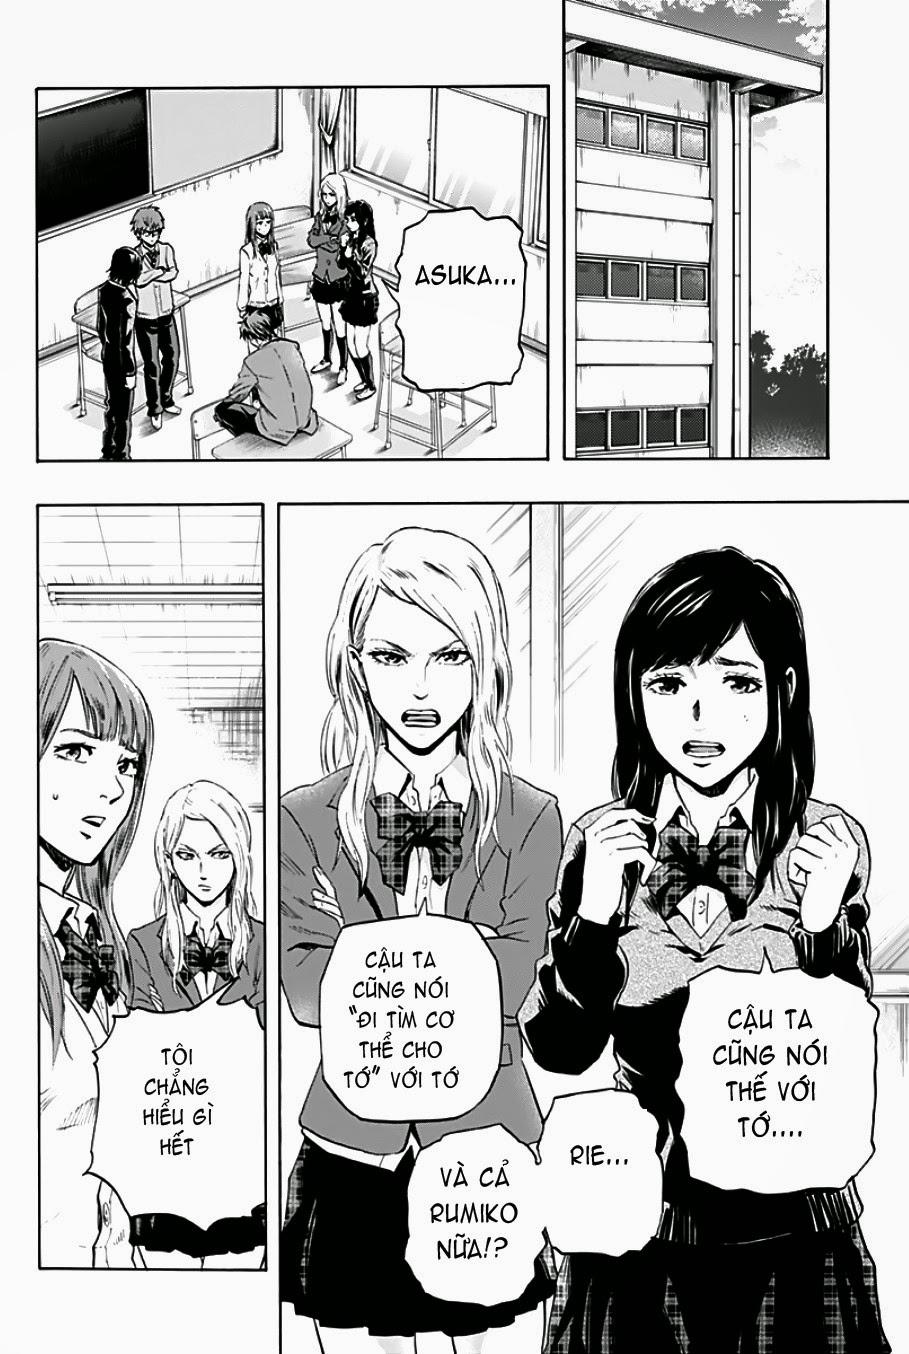 ASUKA...
CẬU TA
CŨNG NÓI
THẾ VỚI
TỚ....
RIE...
CẬU TA
CŨNG NÓI
"ĐI TÌM CƠ
THỂ CHO
TỚ" VỚI TỚ
VÀ CẢ
RUMIKO
NỮA!?
TÔI
CHẲNG
HIỂU GÌ
HẾT